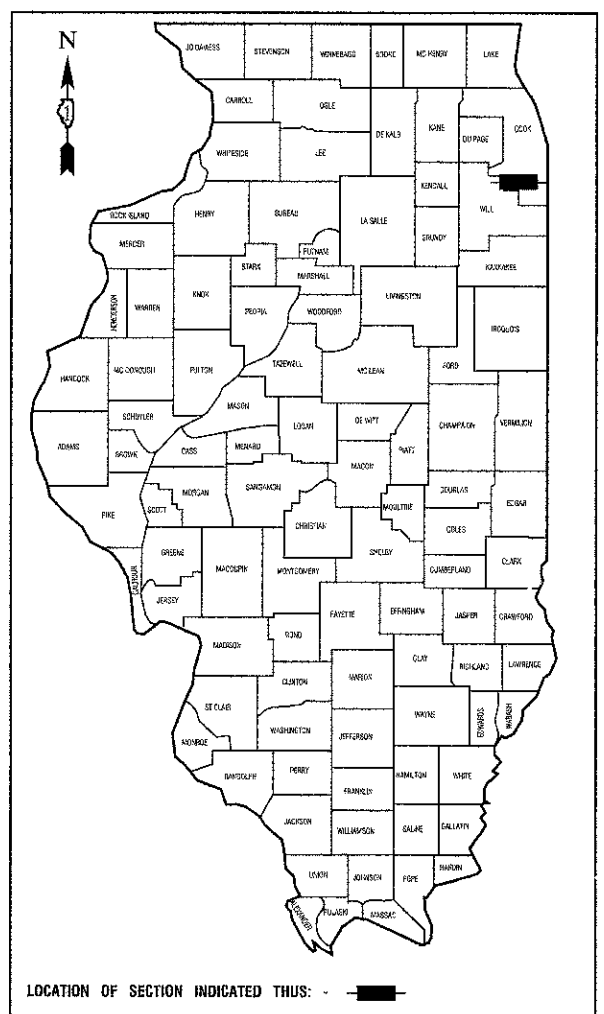 N
JO DAVIESS STEVENSON WINNEBAGO BOONE MC HENRY LAKE
CARROLL OGLE DE KALB KANE DU PAGE COOK
WHITESIDE LEE KENDALL WILL
ROCK ISLAND HENRY BUREAU LA SALLE GRUNDY
MERCER PUTNAM KANKAKEE
STARK MARSHALL
HENDERSON WARREN KNOX PEORIA WOODFORD LIVINGSTON IROQUOIS
HANCOCK MC DONOUGH FULTON TAZEWELL MC LEAN FORD
MASON
SCHUYLER LOGAN DE WITT CHAMPAIGN VERMILION
ADAMS BROWN CASS MENARD MACON PIATT
PIKE SCOTT MORGAN SANGAMON CHRISTIAN MOULTRIE DOUGLAS EDGAR
COLES
CALHOUN GREENE MACOUPIN MONTGOMERY SHELBY CUMBERLAND CLARK
JERSEY FAYETTE EFFINGHAM JASPER CRAWFORD
MADISON BOND
CLAY RICHLAND LAWRENCE
CLINTON MARION
ST CLAIR WASHINGTON WAYNE EDWARDS WABASH
MONROE JEFFERSON
RANDOLPH PERRY HAMILTON WHITE
FRANKLIN
JACKSON WILLIAMSON SALINE GALLATIN
UNION JOHNSON POPE HARDIN
ALEXANDER PULASKI MASSAC
LOCATION OF SECTION INDICATED THUS: -